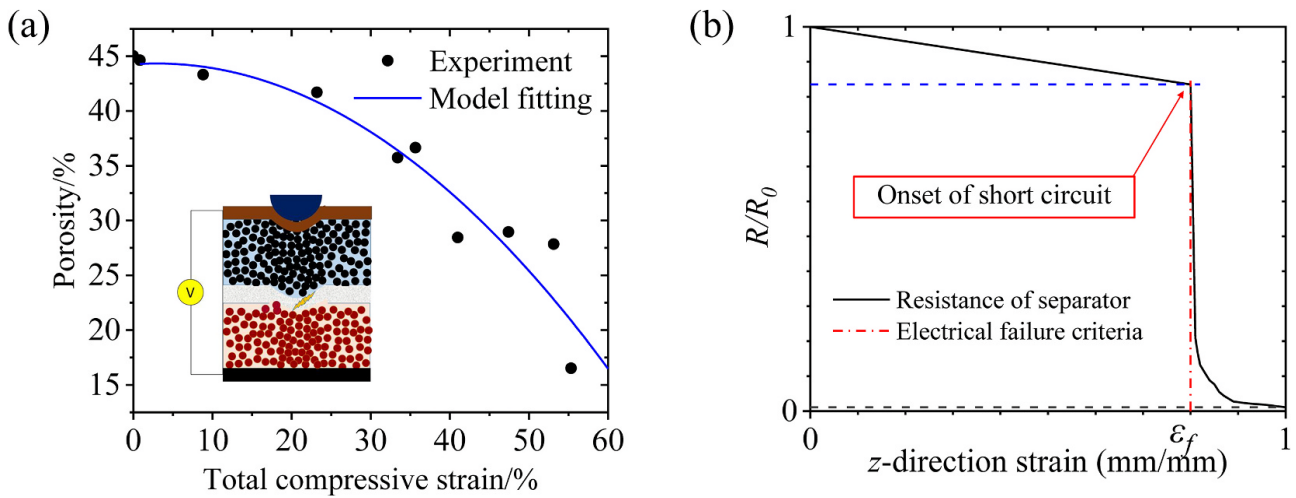 (a)
45
40
35
30
25
20
15
Porosity/%
Experiment
Model fitting
V
0 10 20 30 40 50 60
Total compressive strain/%
(b)
1
R/R0
0
Onset of short circuit
Resistance of separator
Electrical failure criteria
0 εf 1
z-direction strain (mm/mm)